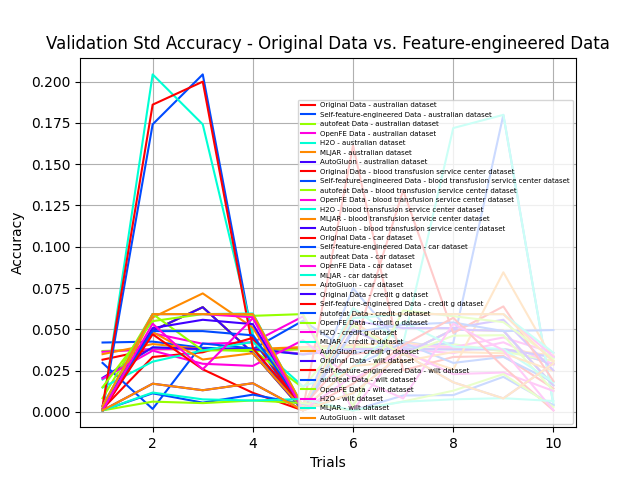 Validation Std Accuracy - Original Data vs. Feature-engineered Data
0.200
0.175
0.150
0.125
0.100
0.075
0.050
0.025
0.000
Accuracy
Original Data - australian dataset
Self-feature-engineered Data - australian dataset
autofeat Data - australian dataset
OpenFE Data - australian dataset
H2O - australian dataset
MLJAR - australian dataset
AutoGluon - australian dataset
Original Data - blood transfusion service center dataset
Self-feature-engineered Data - blood transfusion service center dataset
autofeat Data - blood transfusion service center dataset
OpenFE Data - blood transfusion service center dataset
H2O - blood transfusion service center dataset
MLJAR - blood transfusion service center dataset
AutoGluon - blood transfusion service center dataset
Original Data - car dataset
Self-feature-engineered Data - car dataset
autofeat Data - car dataset
OpenFE Data - car dataset
H2O - car dataset
MLJAR - car dataset
AutoGluon - car dataset
Original Data - credit g dataset
Self-feature-engineered Data - credit g dataset
autofeat Data - credit g dataset
OpenFE Data - credit g dataset
H2O - credit g dataset
MLJAR - credit g dataset
AutoGluon - credit g dataset
Original Data - wilt dataset
Self-feature-engineered Data - wilt dataset
autofeat Data - wilt dataset
OpenFE Data - wilt dataset
H2O - wilt dataset
MLJAR - wilt dataset
AutoGluon - wilt dataset
2 4 6 8 10
Trials